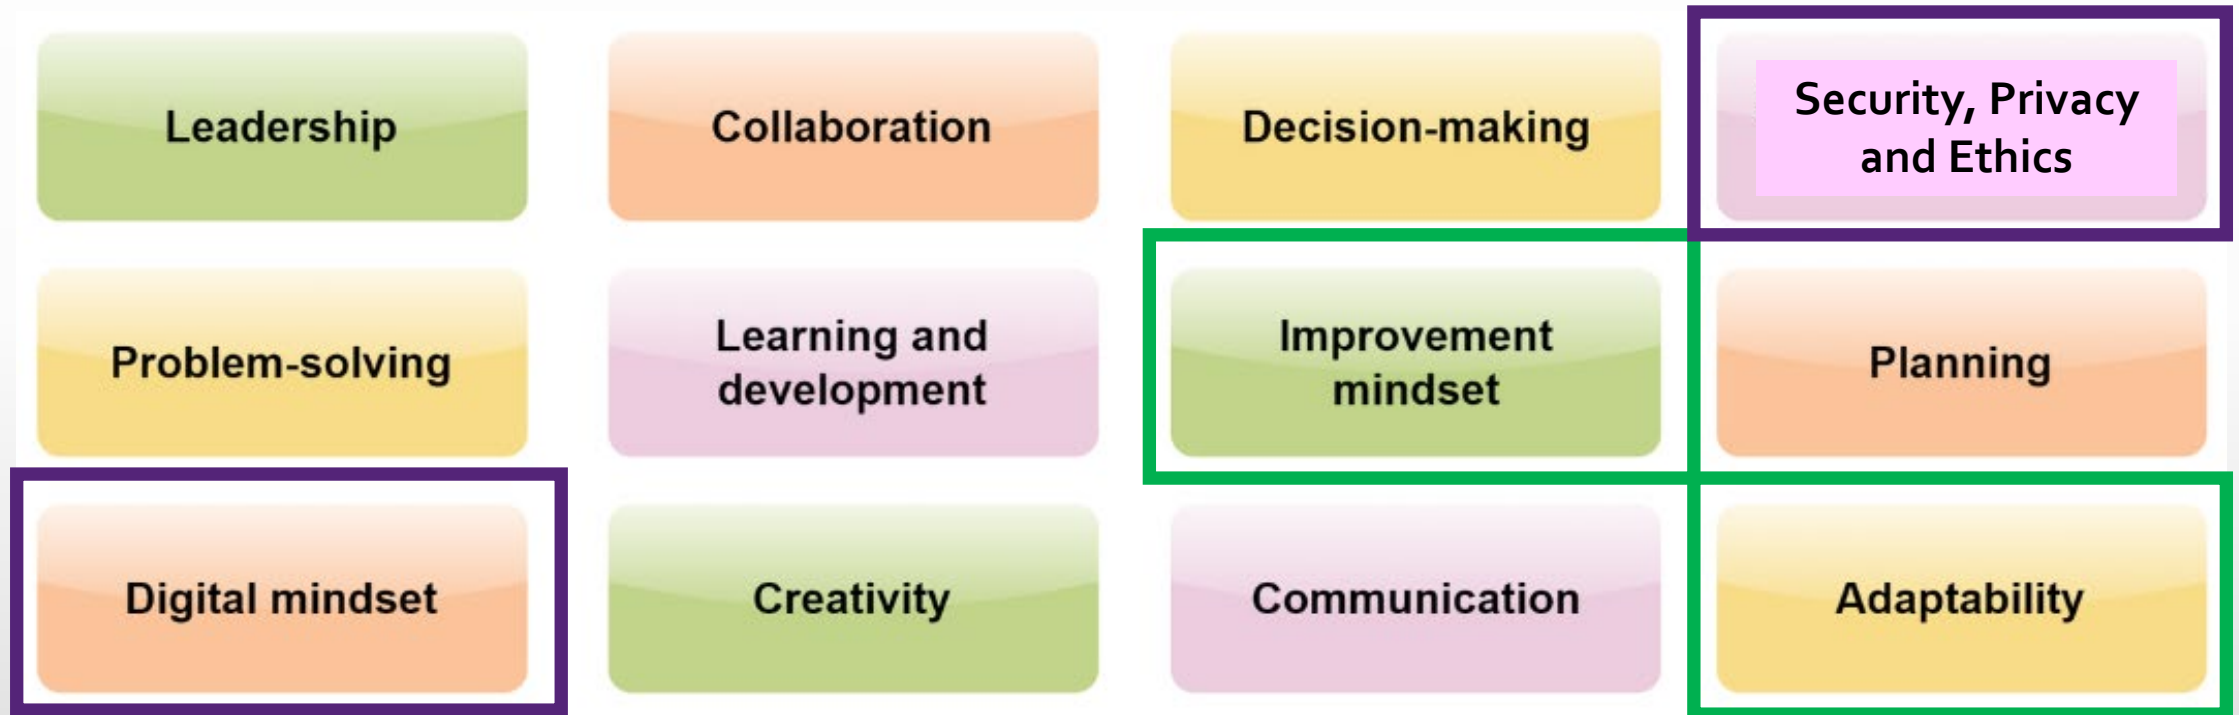 Leadership
Collaboration
Decision-making
Security, Privacy
and Ethics
Problem-solving
Learning and
development
Improvement
mindset
Planning
Digital mindset
Creativity
Communication
Adaptability